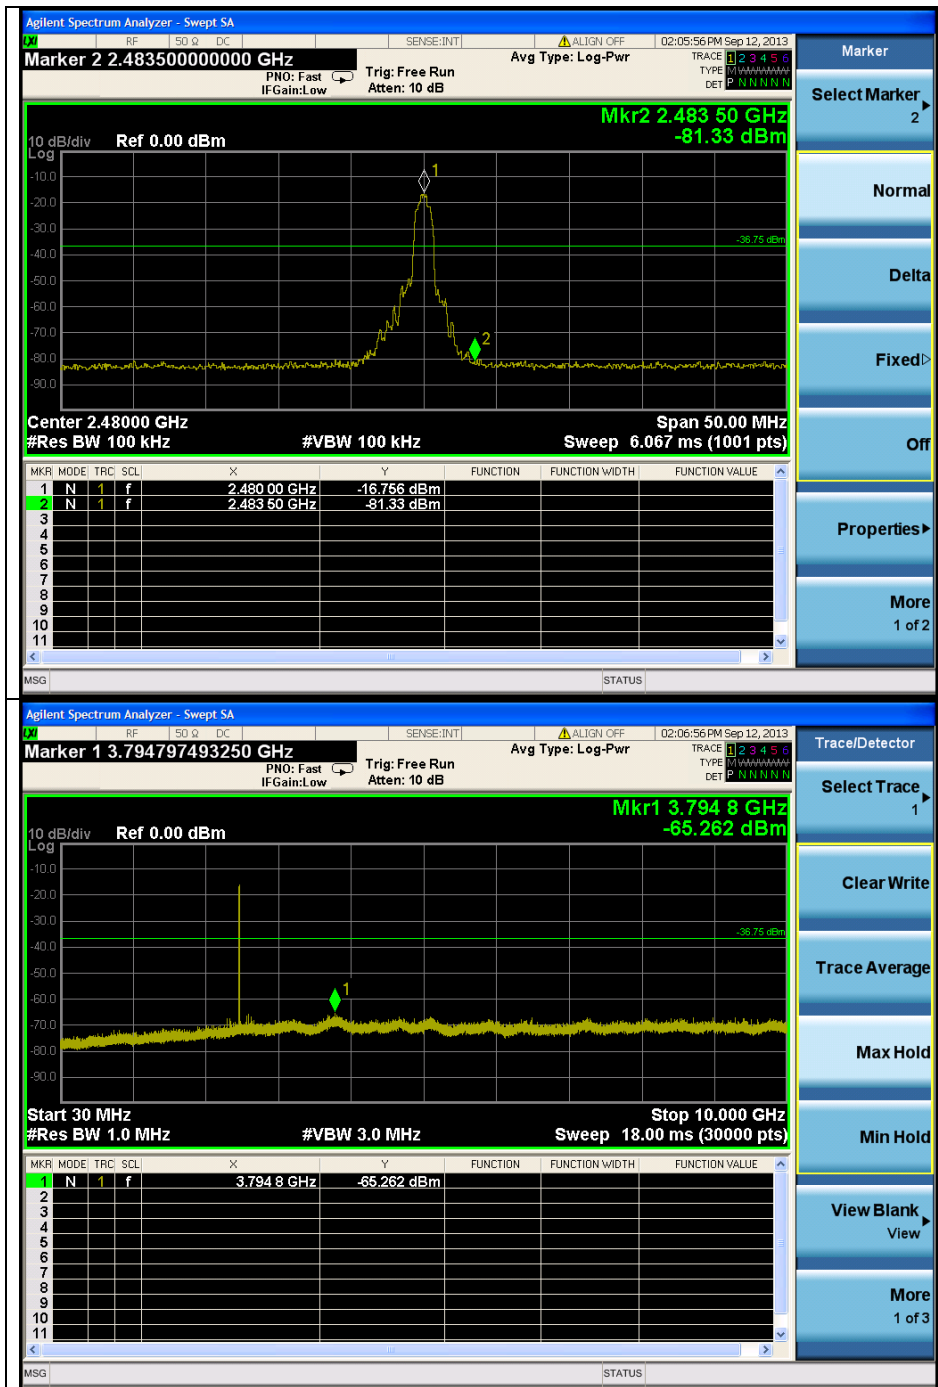 Agilent Spectrum Analyzer - Swept SA
LXI RF 50 Ω DC SENSE:INT ALIGN OFF 02:05:56 PM Sep 12, 2013
Marker 2 2.483500000000 GHz
PNO: Fast
IFGain:Low
Trig: Free Run
Atten: 10 dB
Avg Type: Log-Pwr
TRACE 1 2 3 4 5 6
TYPE M W W W W W
DET P N N N N N
Mkr2 2.483 50 GHz
-81.33 dBm
10 dB/div Ref 0.00 dBm
Log
-10.0
-20.0
-30.0
-40.0
-50.0
-60.0
-70.0
-80.0
-90.0
1
-36.75 dBm
2
Center 2.48000 GHz Span 50.00 MHz
#Res BW 100 kHz #VBW 100 kHz Sweep 6.067 ms (1001 pts)
MKR MODE TRC SCL X Y FUNCTION FUNCTION WIDTH FUNCTION VALUE
1 N 1 f 2.480 00 GHz -16.756 dBm
2 N 1 f 2.483 50 GHz -81.33 dBm
3
4
5
6
7
8
9
10
11
MSG STATUS
Marker
Select Marker
2
Normal
Delta
Fixed
Off
Properties
More
1 of 2
Agilent Spectrum Analyzer - Swept SA
LXI RF 50 Ω DC SENSE:INT ALIGN OFF 02:06:56 PM Sep 12, 2013
Marker 1 3.794797493250 GHz
PNO: Fast
IFGain:Low
Trig: Free Run
Atten: 10 dB
Avg Type: Log-Pwr
TRACE 1 2 3 4 5 6
TYPE M W W W W W
DET P N N N N N
Mkr1 3.794 8 GHz
-65.262 dBm
10 dB/div Ref 0.00 dBm
Log
-10.0
-20.0
-30.0
-40.0
-50.0
-60.0
-70.0
-80.0
-90.0
-36.75 dBm
1
Start 30 MHz Stop 10.000 GHz
#Res BW 1.0 MHz #VBW 3.0 MHz Sweep 18.00 ms (30000 pts)
MKR MODE TRC SCL X Y FUNCTION FUNCTION WIDTH FUNCTION VALUE
1 N 1 f 3.794 8 GHz -65.262 dBm
2
3
4
5
6
7
8
9
10
11
MSG STATUS
Trace/Detector
Select Trace
1
Clear Write
Trace Average
Max Hold
Min Hold
View Blank
View
More
1 of 3